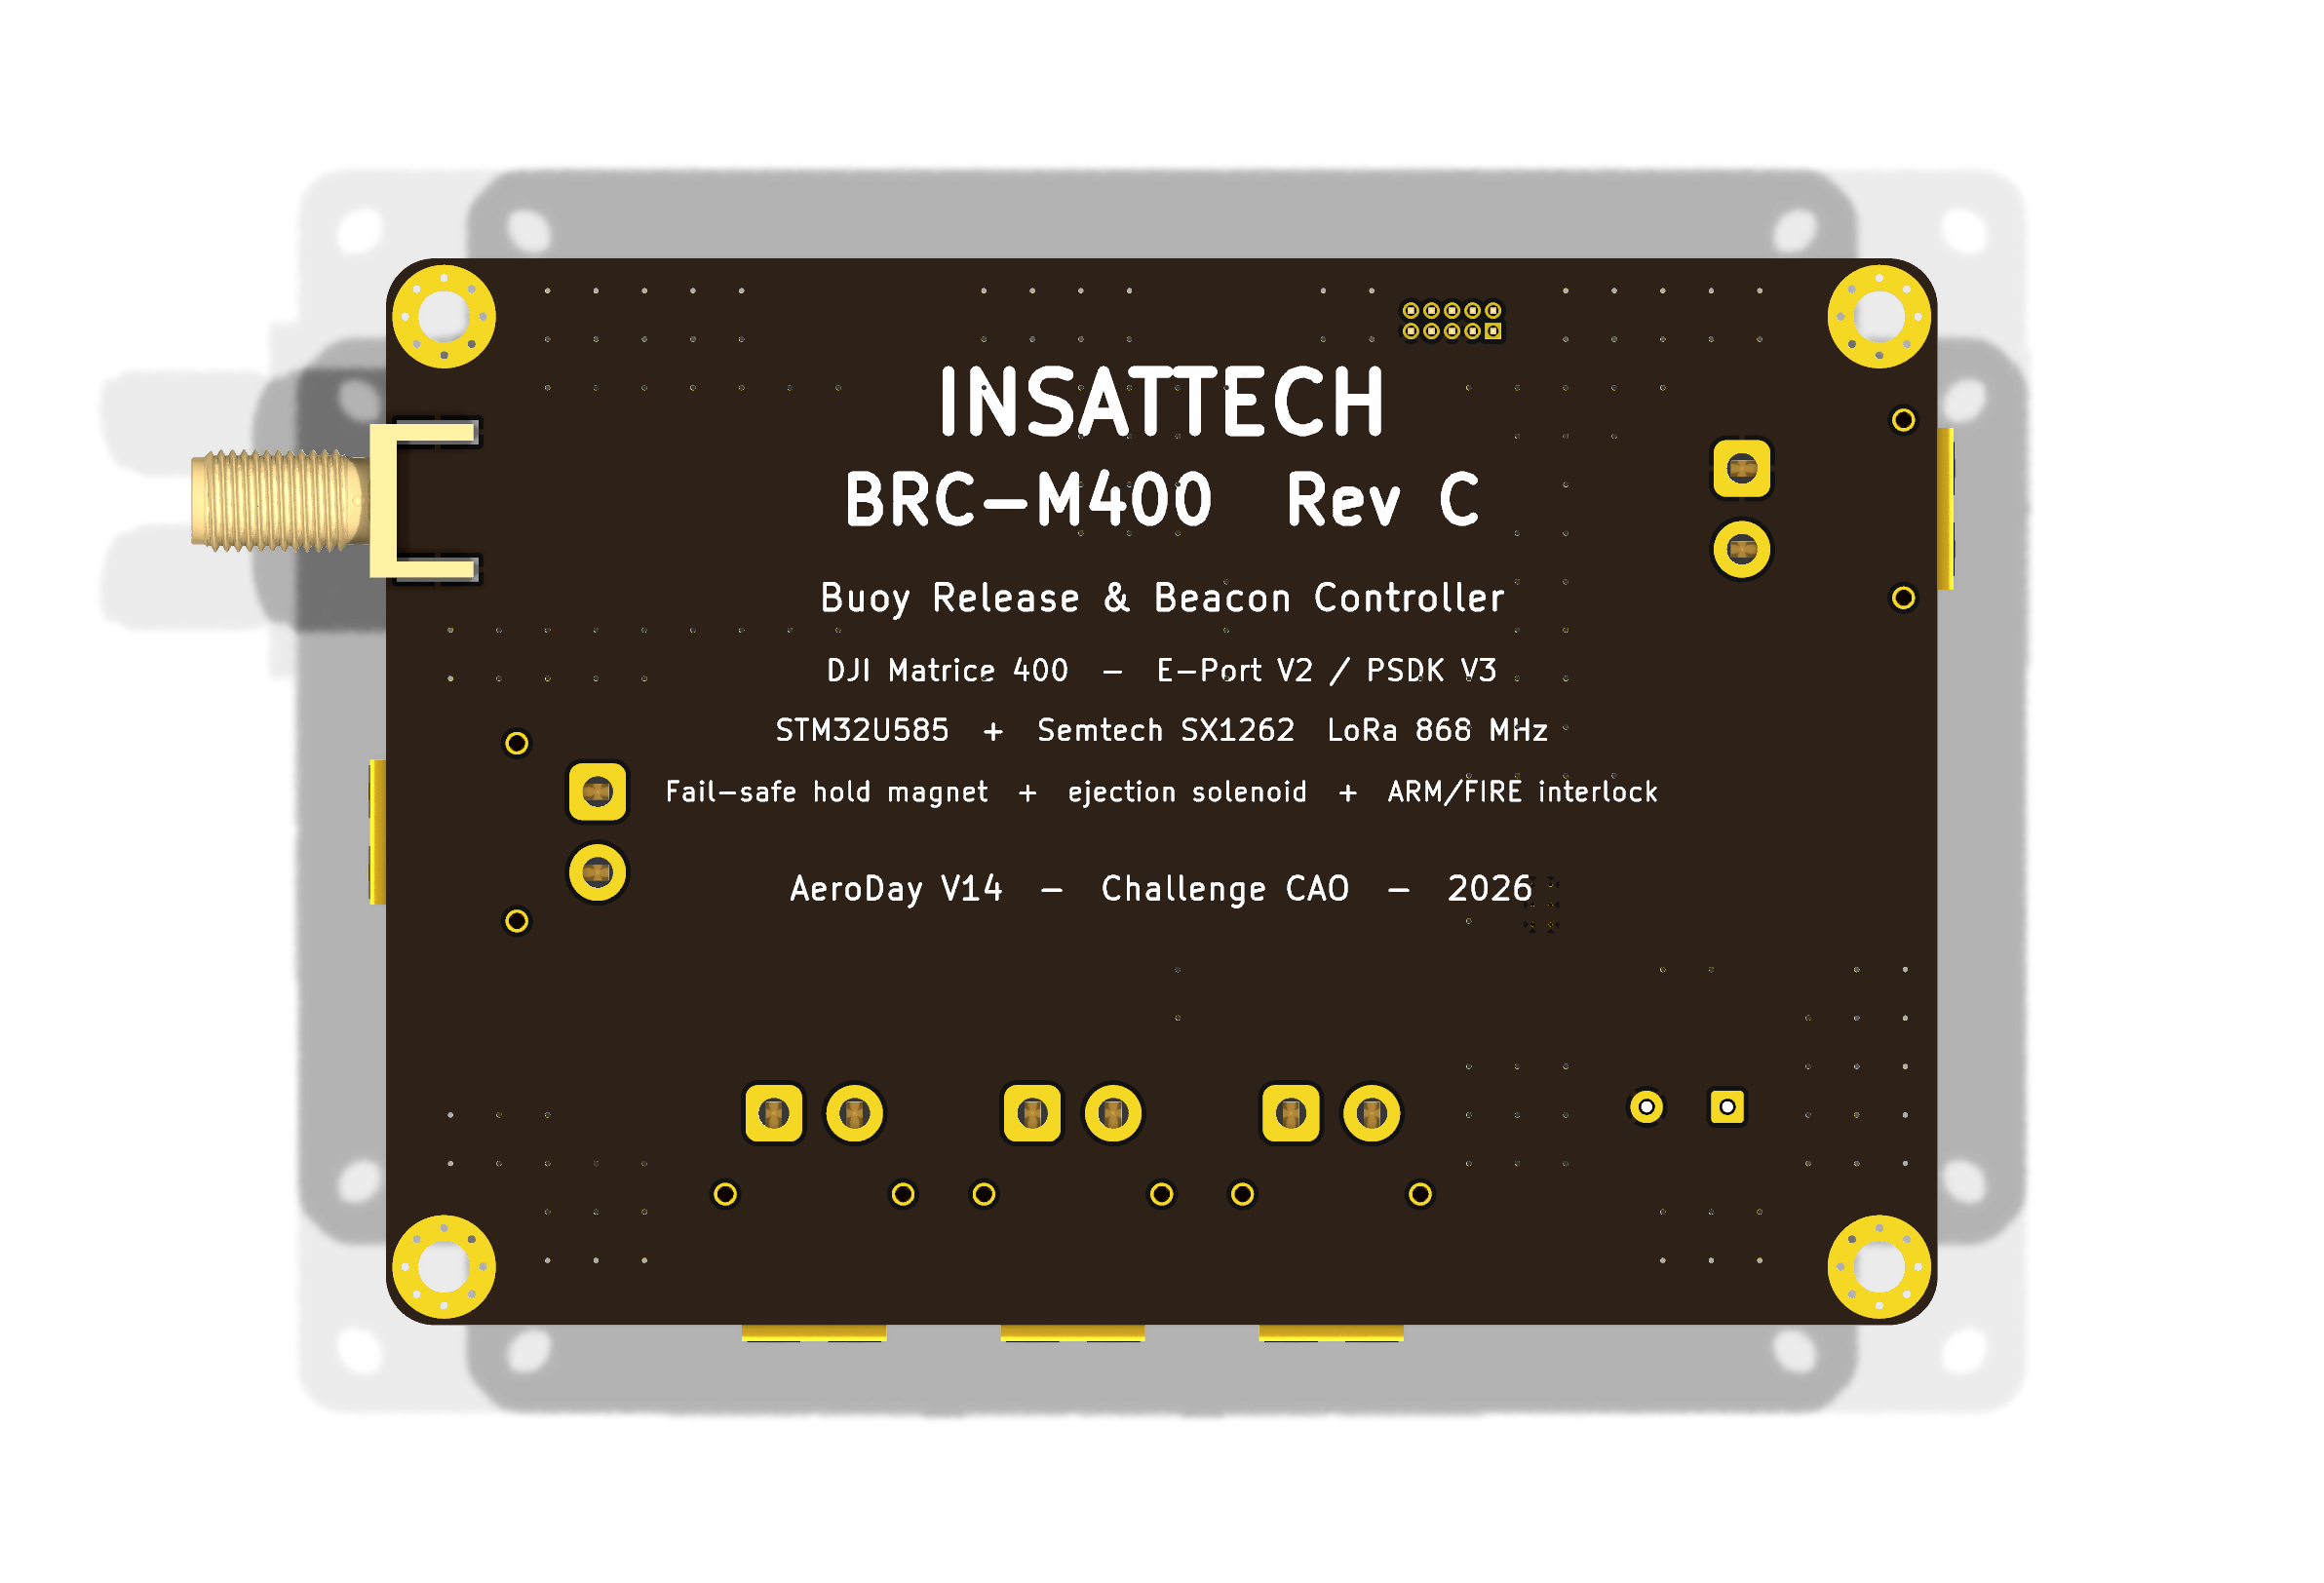 INSATTECH
BRC-M400 Rev C
Buoy Release & Beacon Controller
DJI Matrice 400 - E-Port V2 / PSDK V3
STM32U585 + Semtech SX1262 LoRa 868 MHz
Fail-safe hold magnet + ejection solenoid + ARM/FIRE interlock
AeroDay V14 - Challenge CAO - 2026